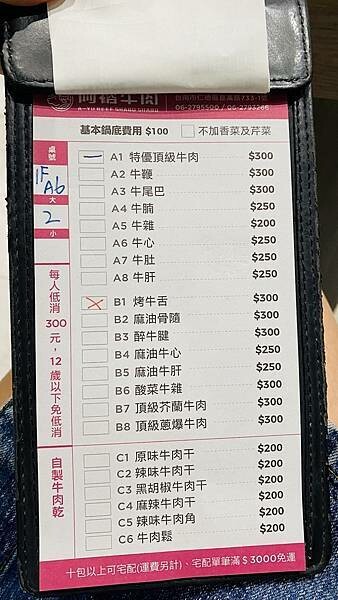 阿裕牛肉
A-YU BEEF SHABU SHABU
06-2795500 / 06-2793266
基本鍋底費用 $100 不加香菜及芹菜
桌號
1F
A6
大
2
小
每人低消300元，12歲以下免低消
A1 特優頂級牛肉 $300
A2 牛鞭 $300
A3 牛尾巴 $300
A4 牛腩 $250
A5 牛雜 $200
A6 牛心 $250
A7 牛肚 $250
A8 牛肝 $250
B1 烤牛舌 $300
B2 麻油骨隨 $300
B3 醉牛腱 $300
B4 麻油牛心 $250
B5 麻油牛肝 $250
B6 酸菜牛雜 $300
B7 頂級芥蘭牛肉 $300
B8 頂級蔥爆牛肉 $300
自製牛肉乾
C1 原味牛肉干 $200
C2 辣味牛肉干 $200
C3 黑胡椒牛肉干 $200
C4 麻辣牛肉干 $200
C5 辣味牛肉角 $200
C6 牛肉鬆 $200
十包以上可宅配(運費另計)、宅配單筆滿＄3000免運